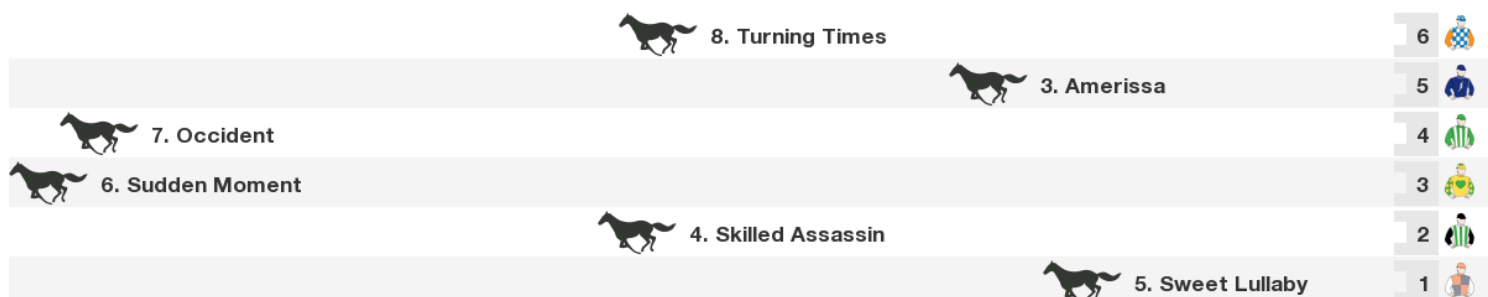 8. Turning Times 6
3. Amerissa 5
7. Occident 4
6. Sudden Moment 3
4. Skilled Assassin 2
5. Sweet Lullaby 1